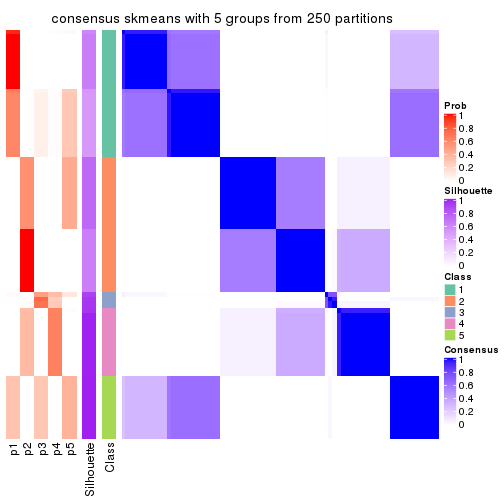 consensus skmeans with 5 groups from 250 partitions
Prob
1
0.8
0.6
0.4
0.2
0
Silhouette
1
0.8
0.6
0.4
0.2
0
Class
1
2
3
4
5
Consensus
1
0.8
0.6
0.4
0.2
0
p1
p2
p3
p4
p5
Silhouette
Class